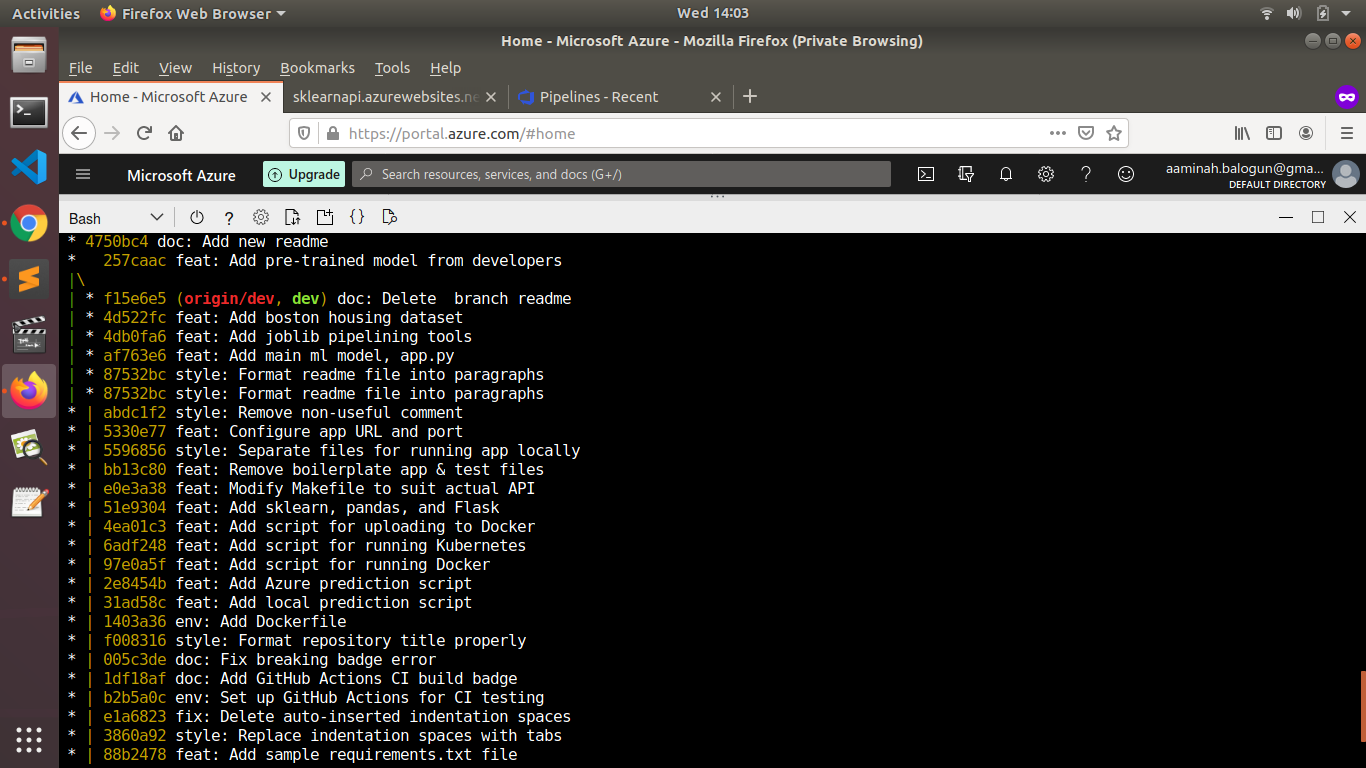 Activities Firefox Web Browser Wed 14:03
Home - Microsoft Azure - Mozilla Firefox (Private Browsing)
File Edit View History Bookmarks Tools Help
Home - Microsoft Azure sklearnapi.azurewebsites.ne Pipelines - Recent
https://portal.azure.com/#home
Microsoft Azure Upgrade Search resources, services, and docs (G+/) aaminah.balogun@gma...
DEFAULT DIRECTORY
Bash
* 4750bc4 doc: Add new readme
*   257caac feat: Add pre-trained model from developers
|\
| * f15e6e5 (origin/dev, dev) doc: Delete  branch readme
| * 4d522fc feat: Add boston housing dataset
| * 4db0fa6 feat: Add joblib pipelining tools
| * af763e6 feat: Add main ml model, app.py
| * 87532bc style: Format readme file into paragraphs
| * 87532bc style: Format readme file into paragraphs
* | abdc1f2 style: Remove non-useful comment
* | 5330e77 feat: Configure app URL and port
* | 5596856 style: Separate files for running app locally
* | bb13c80 feat: Remove boilerplate app & test files
* | e0e3a38 feat: Modify Makefile to suit actual API
* | 51e9304 feat: Add sklearn, pandas, and Flask
* | 4ea01c3 feat: Add script for uploading to Docker
* | 6adf248 feat: Add script for running Kubernetes
* | 97e0a5f feat: Add script for running Docker
* | 2e8454b feat: Add Azure prediction script
* | 31ad58c feat: Add local prediction script
* | 1403a36 env: Add Dockerfile
* | f008316 style: Format repository title properly
* | 005c3de doc: Fix breaking badge error
* | 1df18af doc: Add GitHub Actions CI build badge
* | b2b5a0c env: Set up GitHub Actions for CI testing
* | e1a6823 fix: Delete auto-inserted indentation spaces
* | 3860a92 style: Replace indentation spaces with tabs
* | 88b2478 feat: Add sample requirements.txt file